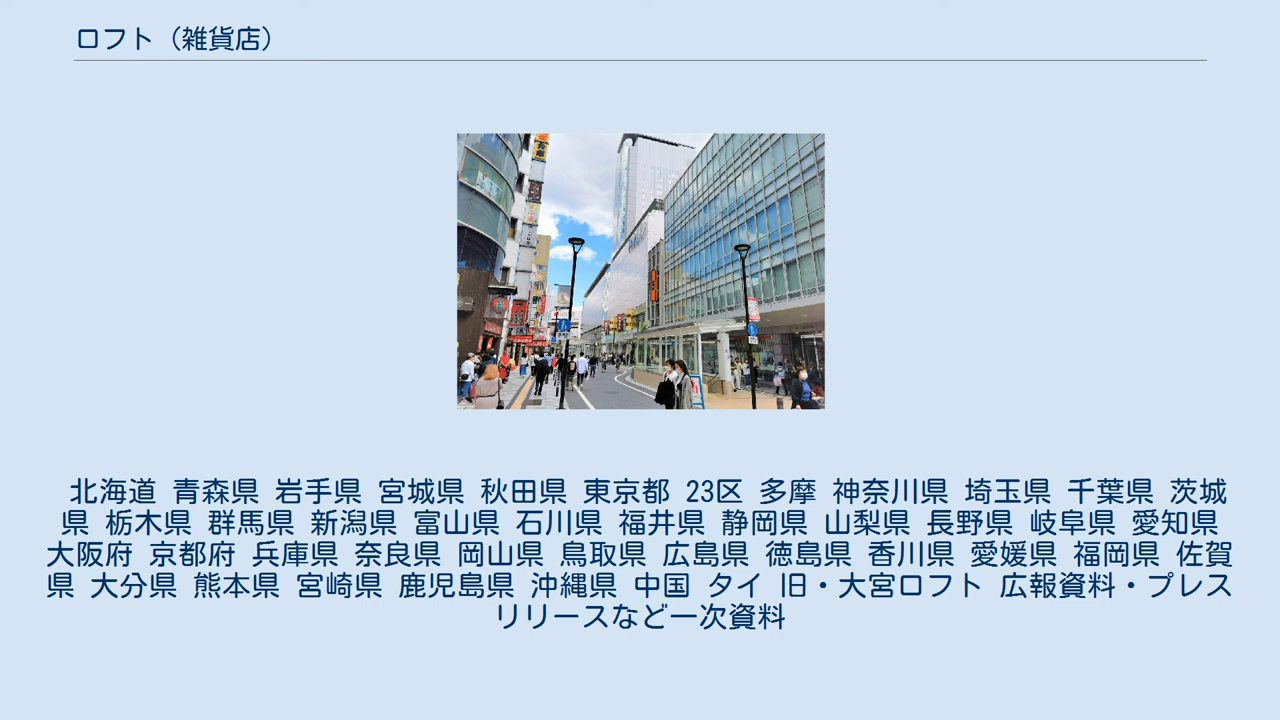 ロフト（雑貨店）
北海道 青森県 岩手県 宮城県 秋田県 東京都 23区 多摩 神奈川県 埼玉県 千葉県 茨城
県 栃木県 群馬県 新潟県 富山県 石川県 福井県 静岡県 山梨県 長野県 岐阜県 愛知県
大阪府 京都府 兵庫県 奈良県 岡山県 鳥取県 広島県 徳島県 香川県 愛媛県 福岡県 佐賀
県 大分県 熊本県 宮崎県 鹿児島県 沖縄県 中国 タイ 旧・大宮ロフト 広報資料・プレス
リリースなど一次資料